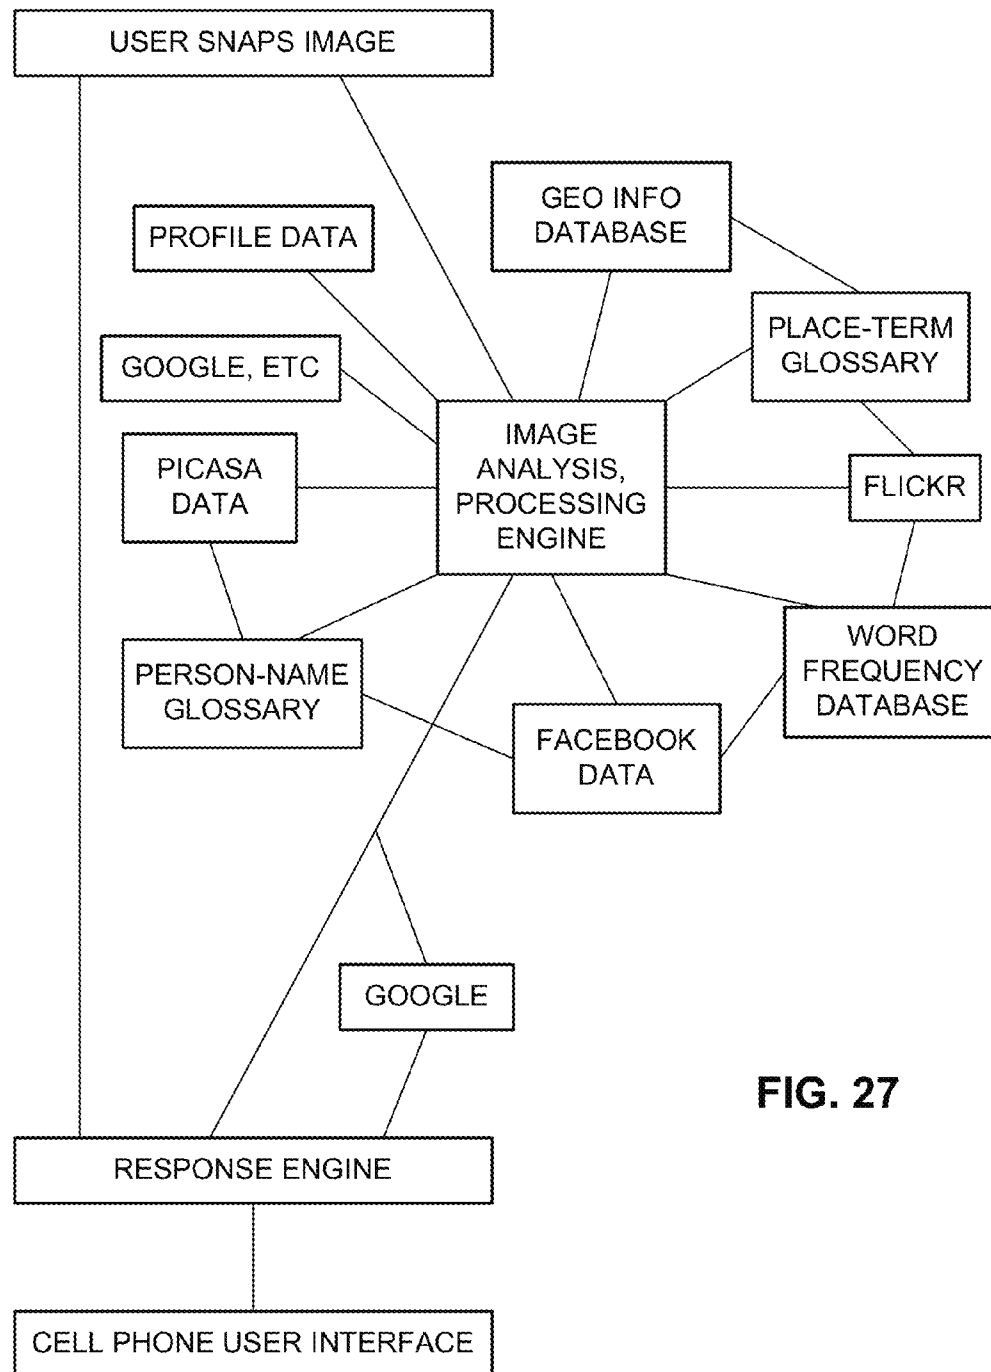 USER SNAPS IMAGE
GEO INFO
DATABASE
PROFILE DATA
PLACE-TERM
GLOSSARY
GOOGLE, ETC
IMAGE
ANALYSIS,
PROCESSING
ENGINE
PICASA
DATA
FLICKR
WORD
FREQUENCY
DATABASE
PERSON-NAME
GLOSSARY
FACEBOOK
DATA
GOOGLE
FIG. 27
RESPONSE ENGINE
CELL PHONE USER INTERFACE